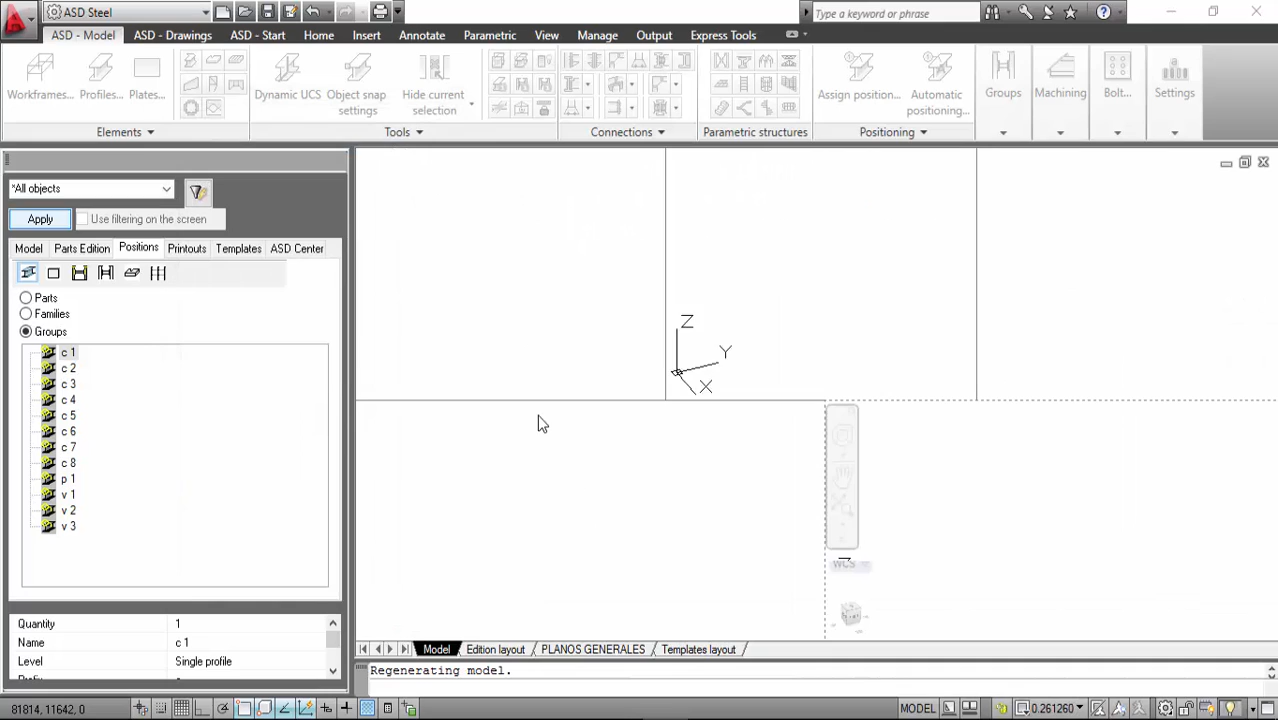 ASD Steel
Type a keyword or phrase
ASD - Model ASD - Drawings ASD - Start Home Insert Annotate Parametric View Manage Output Express Tools
Workframes... Profiles... Plates... Dynamic UCS Object snap settings Hide current selection Assign position... Automatic positioning... Groups Machining Bolt... Settings
Elements Tools Connections Parametric structures Positioning
*All objects
Apply Use filtering on the screen
Model Parts Edition Positions Printouts Templates ASD Center
Parts
Families
Groups
c 1
c 2
c 3
c 4
c 5
c 6
c 7
c 8
p 1
v 1
v 2
v 3
Quantity 1
Name c 1
Level Single profile
Z
Y
X
WCS
Model Edition layout PLANOS GENERALES Templates layout
Regenerating model.
81814, 11642, 0 MODEL 0.261260